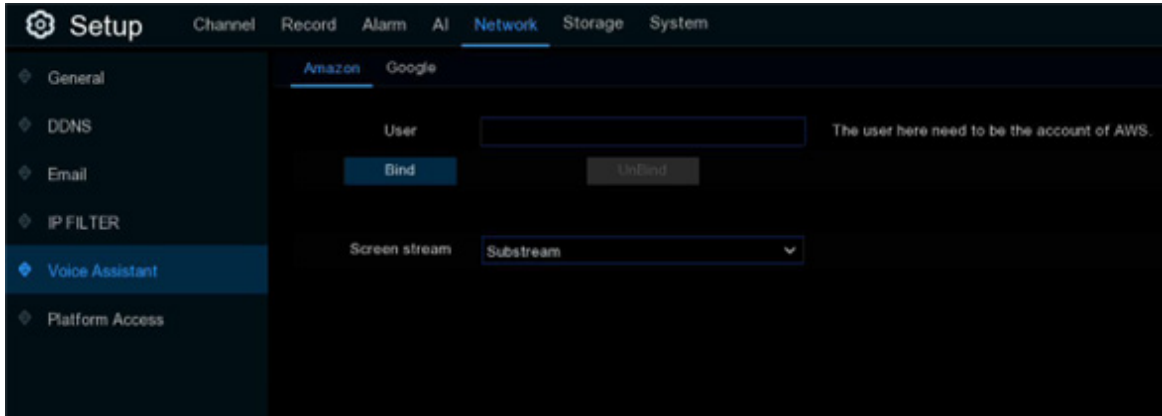 Setup Channel Record Alarm AI Network Storage System
General
DDNS
Email
IP FILTER
Voice Assistant
Platform Access
Amazon Google
User The user here need to be the account of AWS.
Bind UnBind
Screen stream Substream